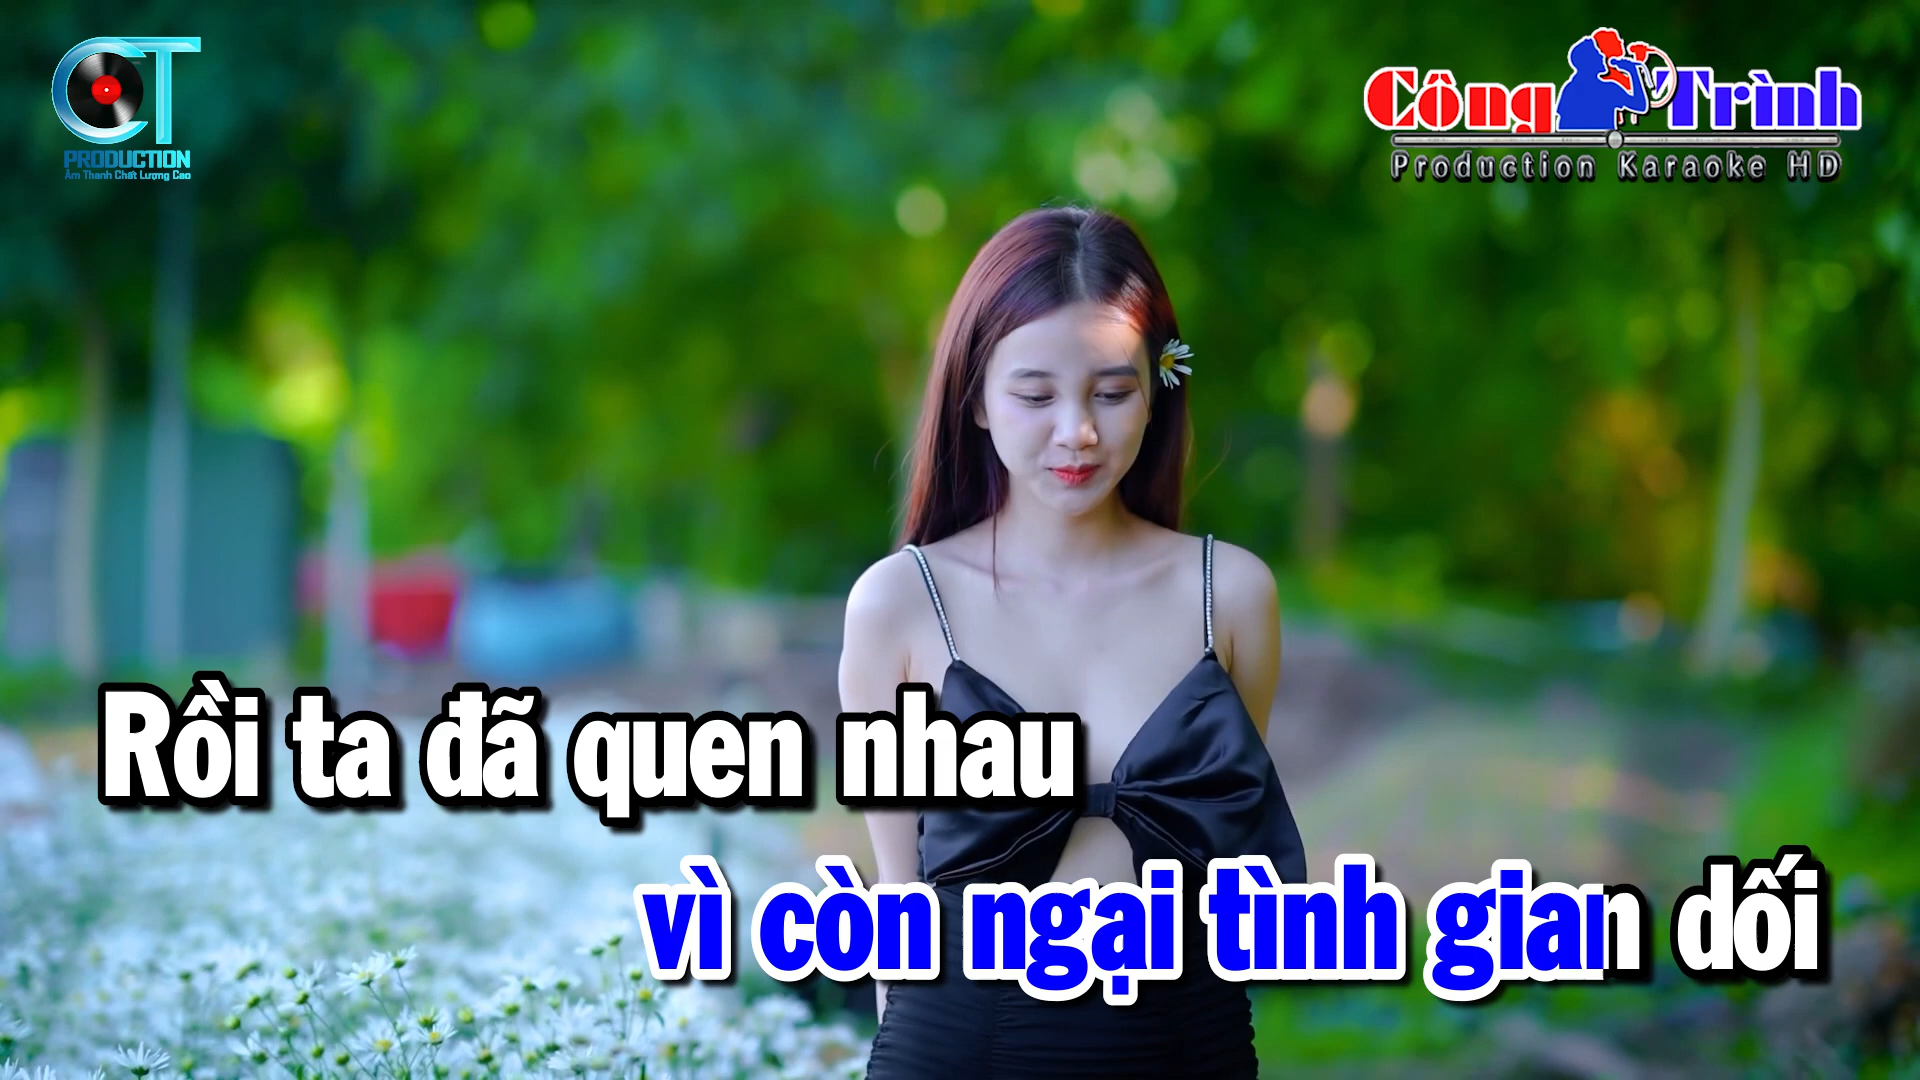 CT
PRODUCTION
Âm Thanh Chất Lượng Cao
Công Trình
Production Karaoke HD
Rồi ta đã quen nhau
vì còn ngại tình gian dối